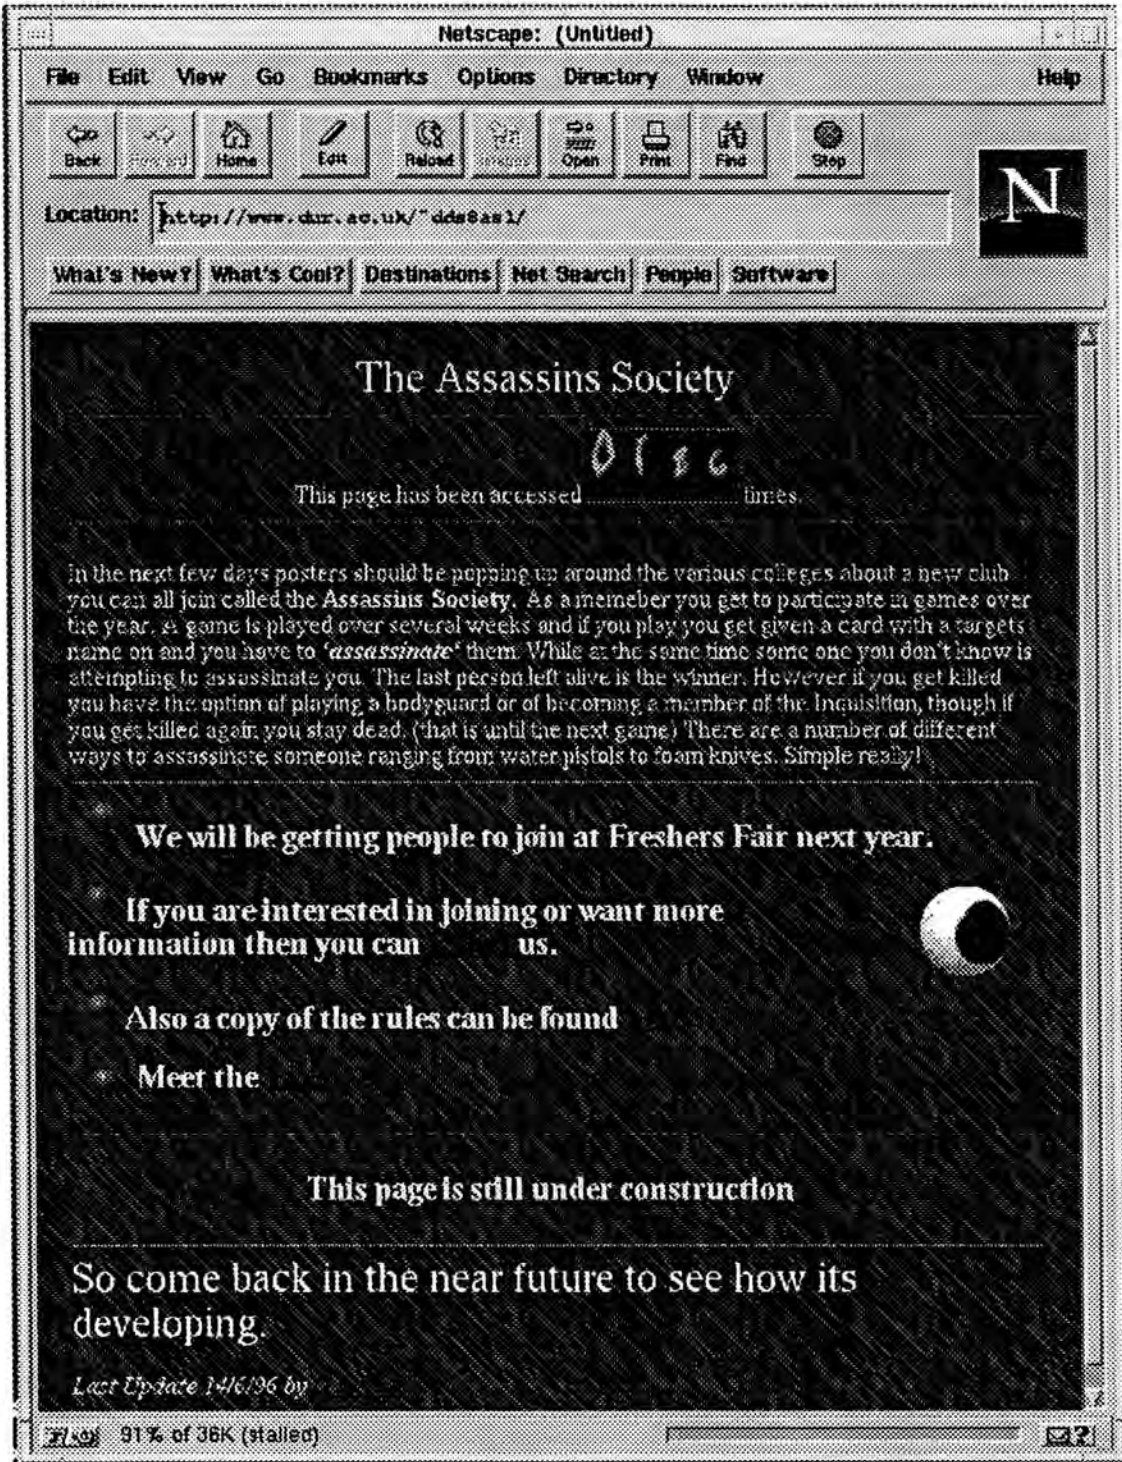 Netscape: (Untitled)
File Edit View Go Bookmarks Options Directory Window Help
Back Forward Home Edit Reload Images Open Print Find Stop
Location: http://www.dur.ac.uk/~dds8as1/
N
What's New? What's Cool? Destinations Net Search People Software
The Assassins Society
This page has been accessed times.
In the next few days posters should be popping up around the various colleges about a new club
you can all join called the Assassins Society. As a memeber you get to participate in games over
the year. A game is played over several weeks and if you play you get given a card with a targets
name on and you have to 'assassinate' them. While at the same time some one you don't know is
attempting to assassinate you. The last person left alive is the winner. However if you get killed
you have the option of playing a bodyguard or of becoming a member of the Inquisition, though if
you get killed again you stay dead. (that is until the next game) There are a number of different
ways to assassinate someone ranging from water pistols to foam knives. Simple really!
We will be getting people to join at Freshers Fair next year.
If you are interested in joining or want more
information then you can us.
Also a copy of the rules can be found
Meet the
This page is still under construction
So come back in the near future to see how its
developing.
Last Update 14/6/96 by
91% of 36K (stalled)
?